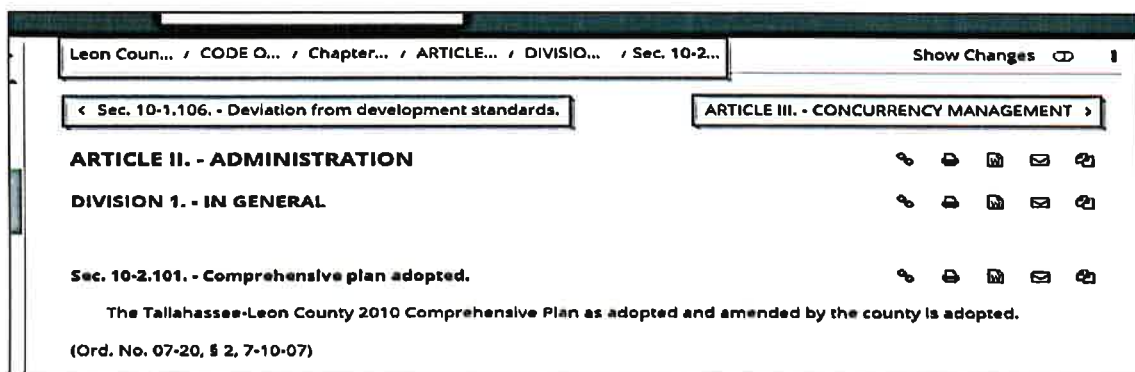 Leon Coun... / CODE O... / Chapter... / ARTICLE... / DIVISIO... / Sec. 10-2... Show Changes
< Sec. 10-1.106. - Deviation from development standards. ARTICLE III. - CONCURRENCY MANAGEMENT >
ARTICLE II. - ADMINISTRATION
DIVISION 1. - IN GENERAL
Sec. 10-2.101. - Comprehensive plan adopted.
The Tallahassee-Leon County 2010 Comprehensive Plan as adopted and amended by the county is adopted.
(Ord. No. 07-20, § 2, 7-10-07)